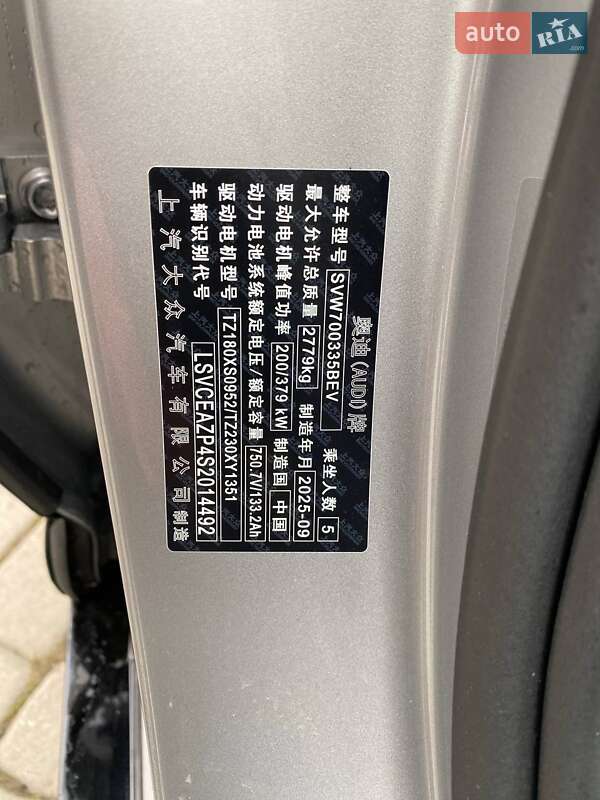 auto RIA .com
奥迪(AUDI)牌
整车型号 SVW700335BEV 乘坐人数 5
最大允许总质量 2779kg 制造年月 2025-09
驱动电机峰值功率 200/379 kW 制造国 中国
动力电池系统额定电压/额定容量 750.7V/133.2Ah
驱动电机型号 TZ180XS0952/TZ230XY1351
车辆识别代号 LSVCEAZP4S2014492
上汽大众汽车有限公司制造